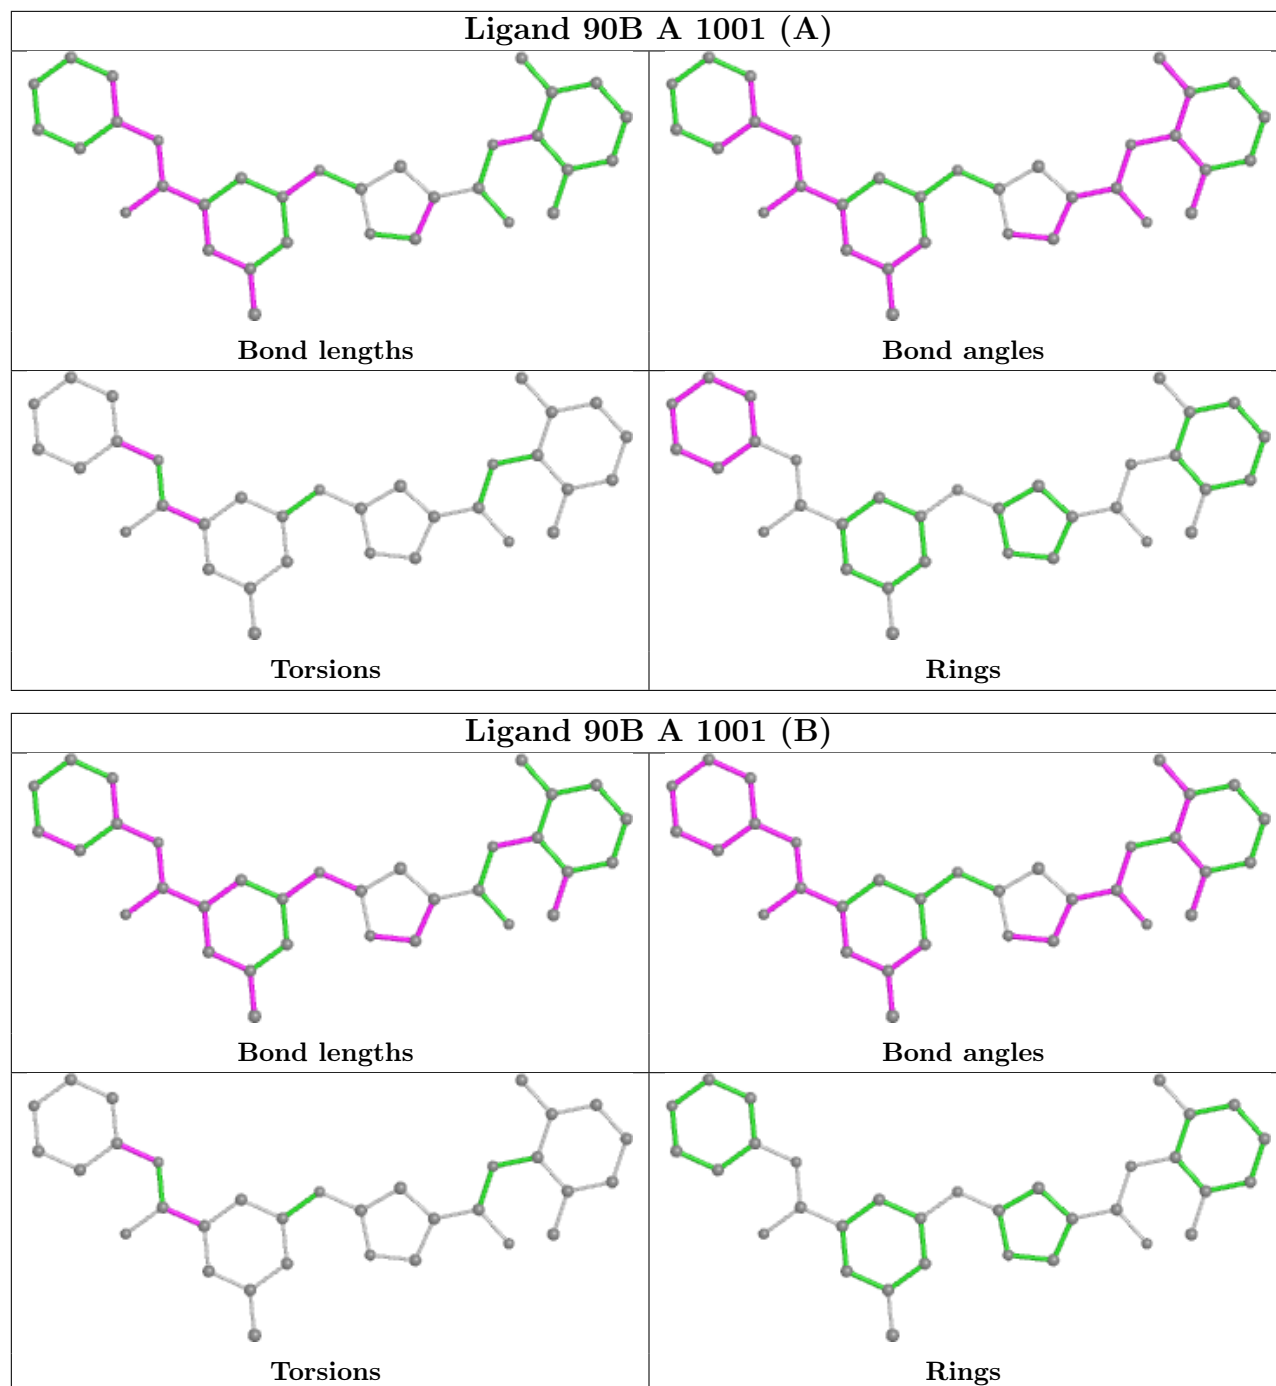 Ligand 90B A 1001 (A)
Bond lengths
Bond angles
Torsions
Rings
Ligand 90B A 1001 (B)
Bond lengths
Bond angles
Torsions
Rings